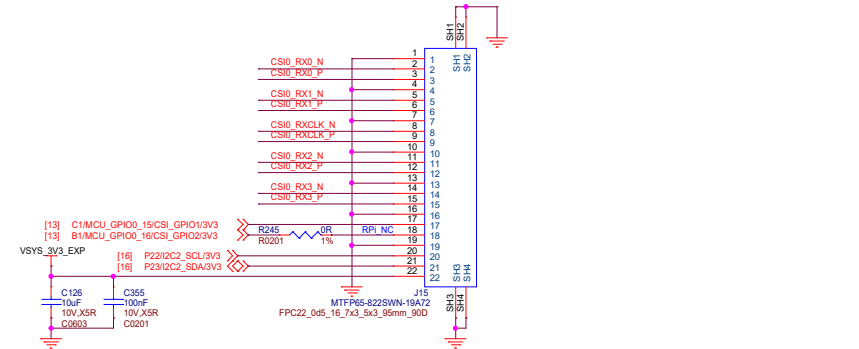 SH1
SH2
1
2
3
4
5
6
7
8
9
10
11
12
13
14
15
16
17
18
19
20
21
22
1
2
3
4
5
6
7
8
9
10
11
12
13
14
15
16
17
18
19
20
21
22
SH1
SH2
SH3
SH4
SH3
SH4
CSI0_RX0_N
CSI0_RX0_P
CSI0_RX1_N
CSI0_RX1_P
CSI0_RXCLK_N
CSI0_RXCLK_P
CSI0_RX2_N
CSI0_RX2_P
CSI0_RX3_N
CSI0_RX3_P
[13] C1/MCU_GPIO0_15/CSI_GPIO1/3V3
[13] B1/MCU_GPIO0_16/CSI_GPIO2/3V3
R245 0R RPi_NC
R0201 1%
VSYS_3V3_EXP
[16] P22/I2C2_SCL/3V3
[16] P23/I2C2_SDA/3V3
C126
10uF
10V,X5R
C0603
C355
100nF
10V,X5R
C0201
J15
MTFP65-822SWN-19A72
FPC22_0d5_16_7x3_5x3_95mm_90D